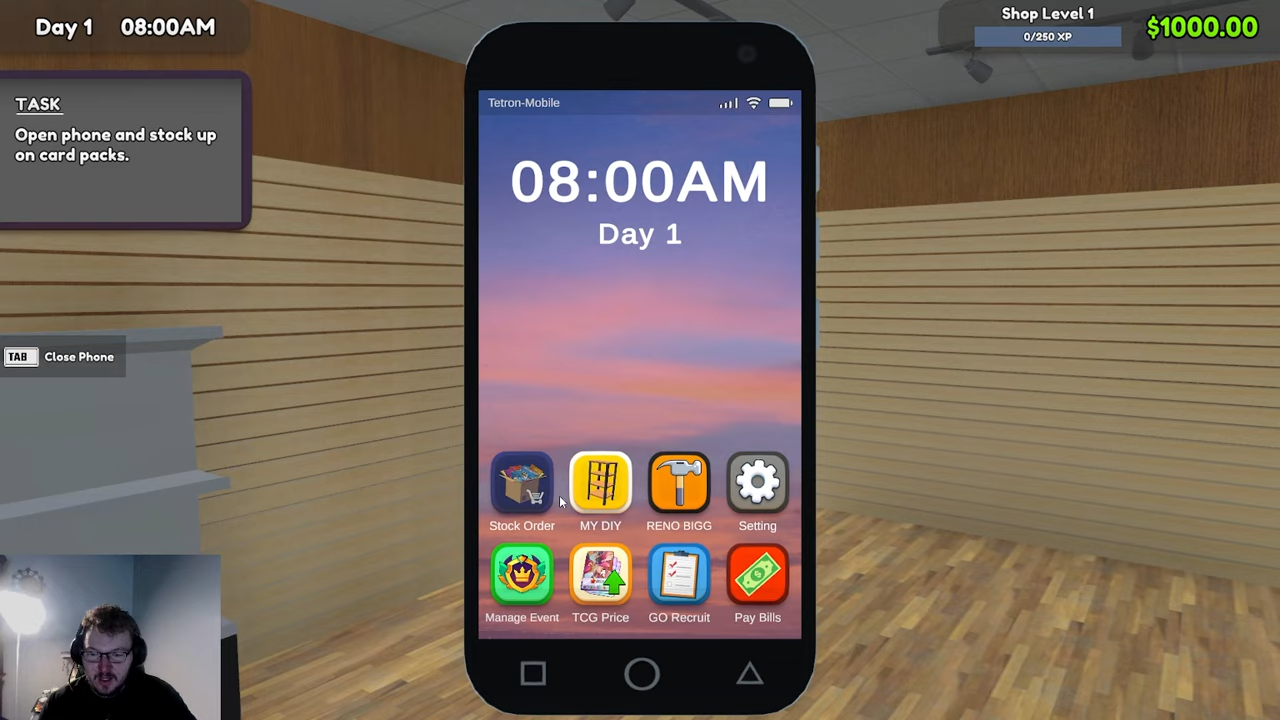 Day 1 08:00AM
Shop Level 1
0/250 XP
$1000.00
TASK
Open phone and stock up
on card packs.
TAB Close Phone
Tetron-Mobile
08:00AM
Day 1
Stock Order MY DIY RENO BIGG Setting
Manage Event TCG Price GO Recruit Pay Bills